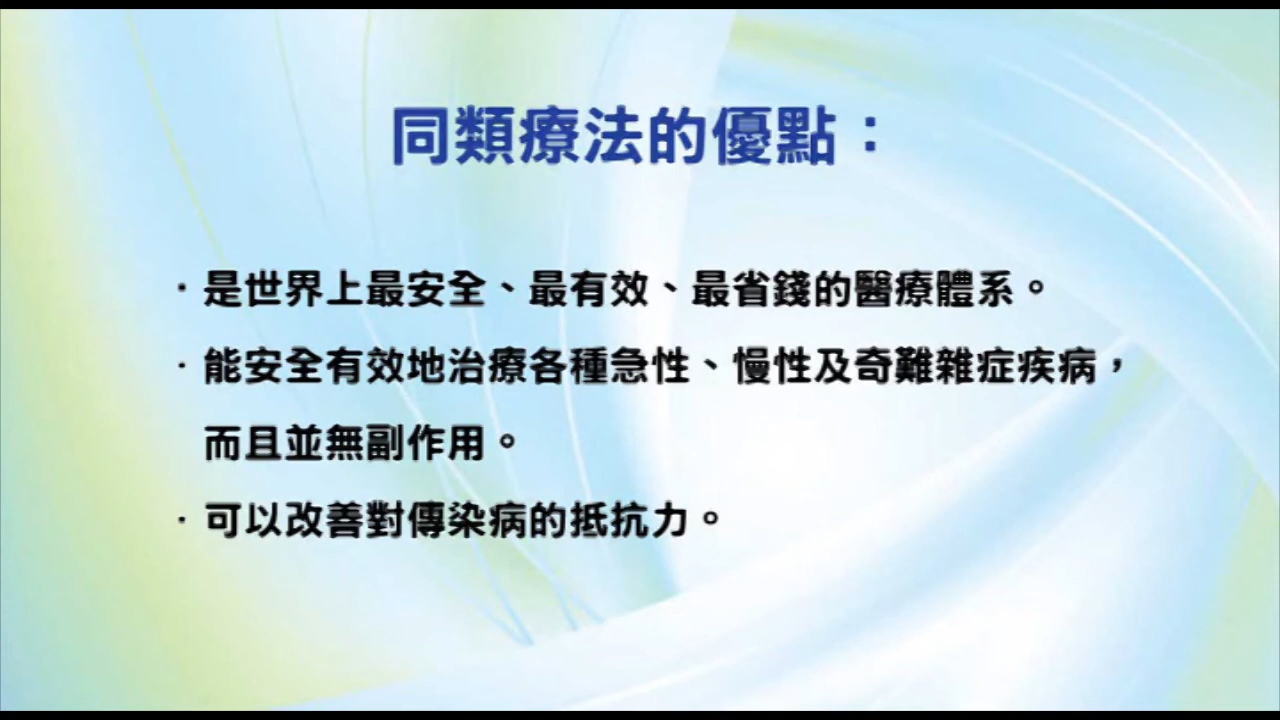 同類療法的優點：
·是世界上最安全、最有效、最省錢的醫療體系。
·能安全有效地治療各種急性、慢性及奇難雜症疾病，
而且並無副作用。
·可以改善對傳染病的抵抗力。